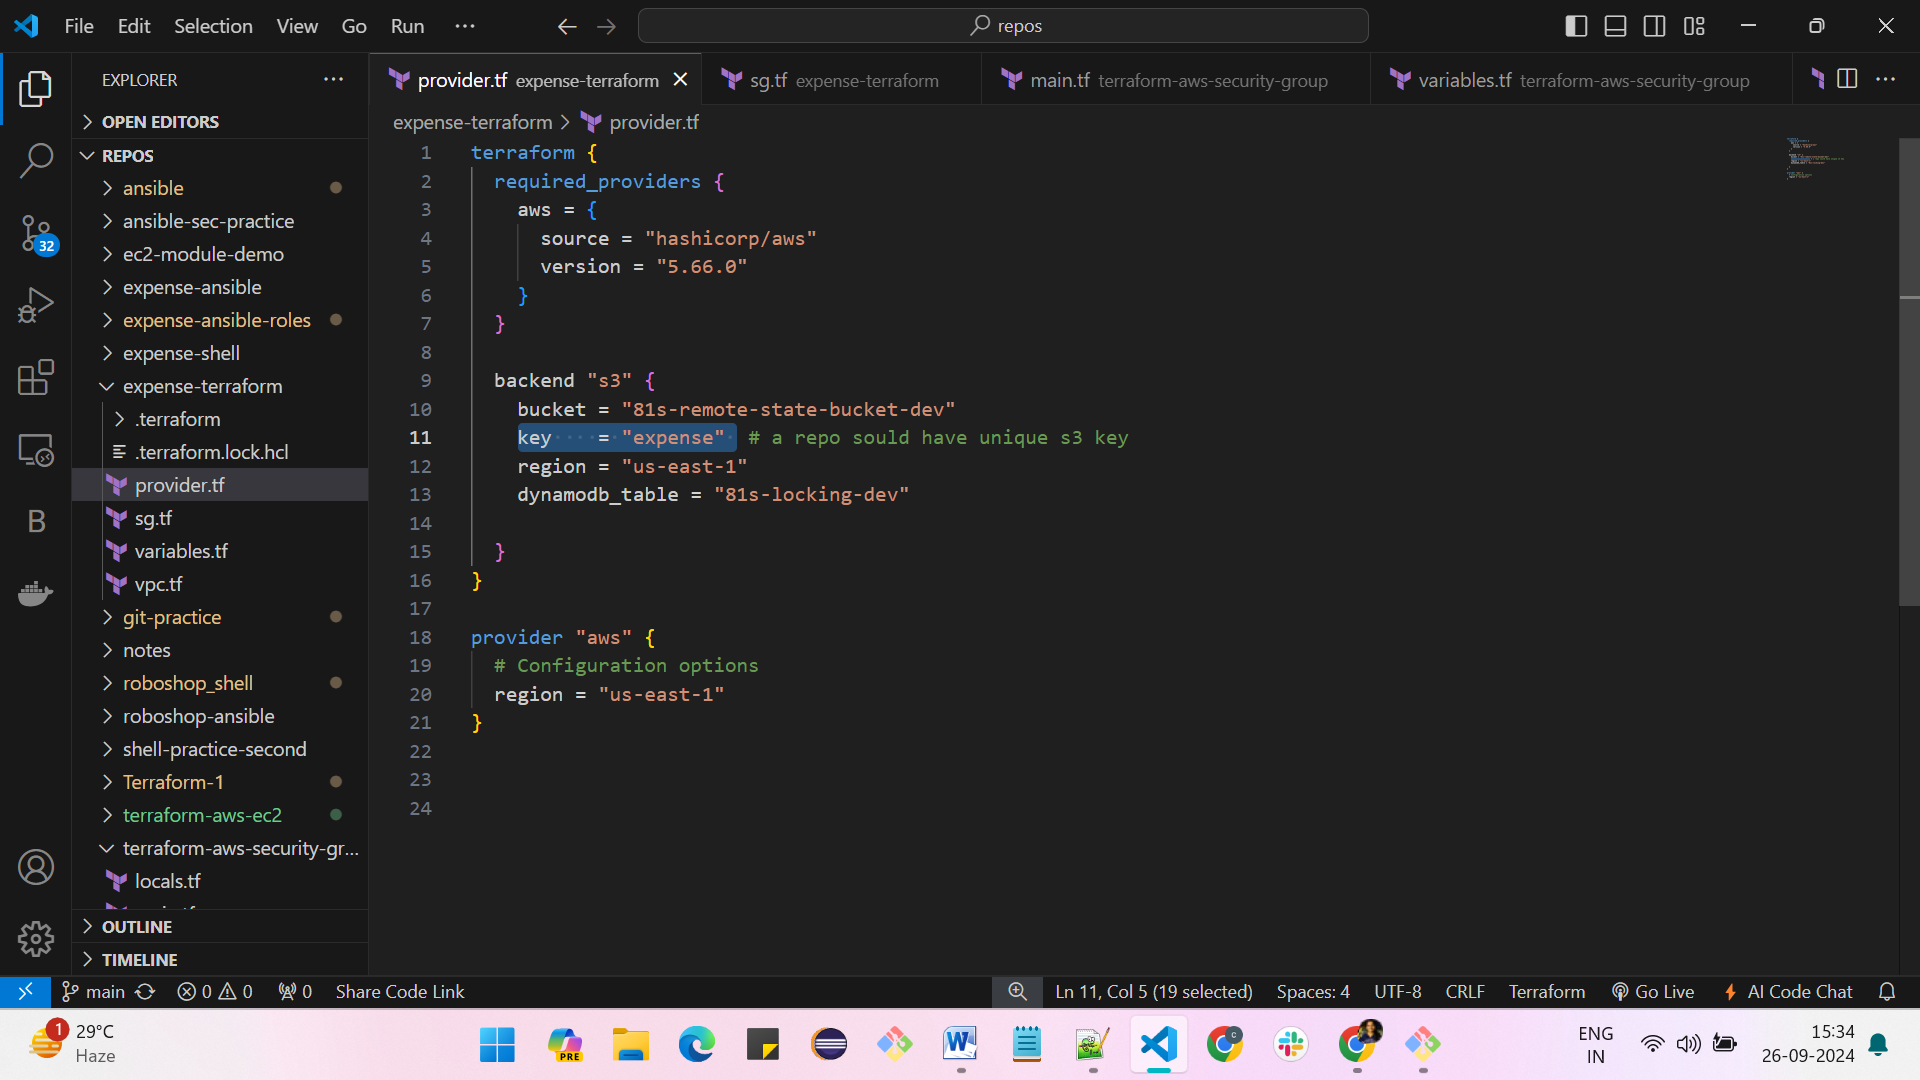 File Edit Selection View Go Run ··· repos
EXPLORER ···
OPEN EDITORS
REPOS
ansible
ansible-sec-practice
ec2-module-demo
expense-ansible
expense-ansible-roles
expense-shell
expense-terraform
.terraform
.terraform.lock.hcl
provider.tf
sg.tf
variables.tf
vpc.tf
git-practice
notes
roboshop_shell
roboshop-ansible
shell-practice-second
Terraform-1
terraform-aws-ec2
terraform-aws-security-gr...
locals.tf
OUTLINE
TIMELINE
32
B
provider.tf expense-terraform sg.tf expense-terraform main.tf terraform-aws-security-group variables.tf terraform-aws-security-group ···
expense-terraform > provider.tf
1 terraform {
2 required_providers {
3 aws = {
4 source = "hashicorp/aws"
5 version = "5.66.0"
6 }
7 }
8
9 backend "s3" {
10 bucket = "81s-remote-state-bucket-dev"
11 key    = "expense"  # a repo sould have unique s3 key
12 region = "us-east-1"
13 dynamodb_table = "81s-locking-dev"
14
15 }
16 }
17
18 provider "aws" {
19 # Configuration options
20 region = "us-east-1"
21 }
22
23
24
main 0 0 0 Share Code Link Ln 11, Col 5 (19 selected) Spaces: 4 UTF-8 CRLF Terraform Go Live AI Code Chat
1 29°C
Haze
PRE
W
C
ENG
IN
15:34
26-09-2024